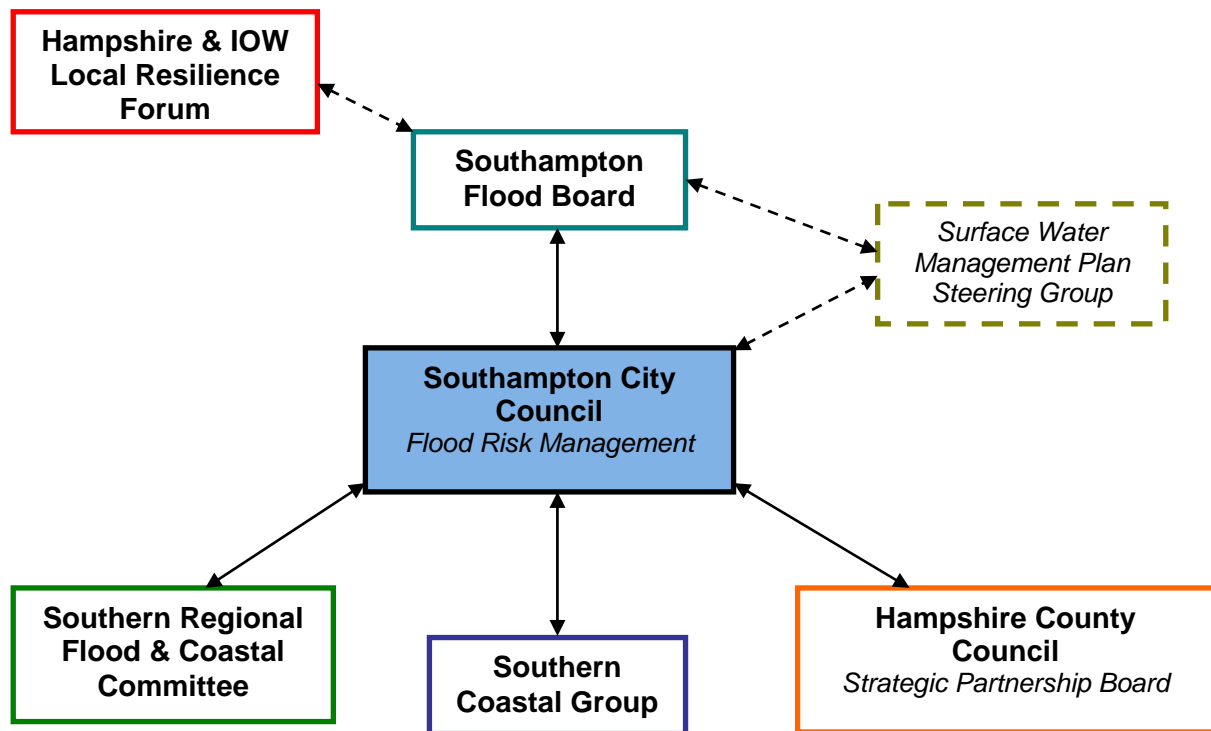 Hampshire & IOW
Local Resilience
Forum
Southampton
Flood Board
Surface Water
Management Plan
Steering Group
Southampton City
Council
Flood Risk Management
Southern Regional
Flood & Coastal
Committee
Southern
Coastal Group
Hampshire County
Council
Strategic Partnership Board